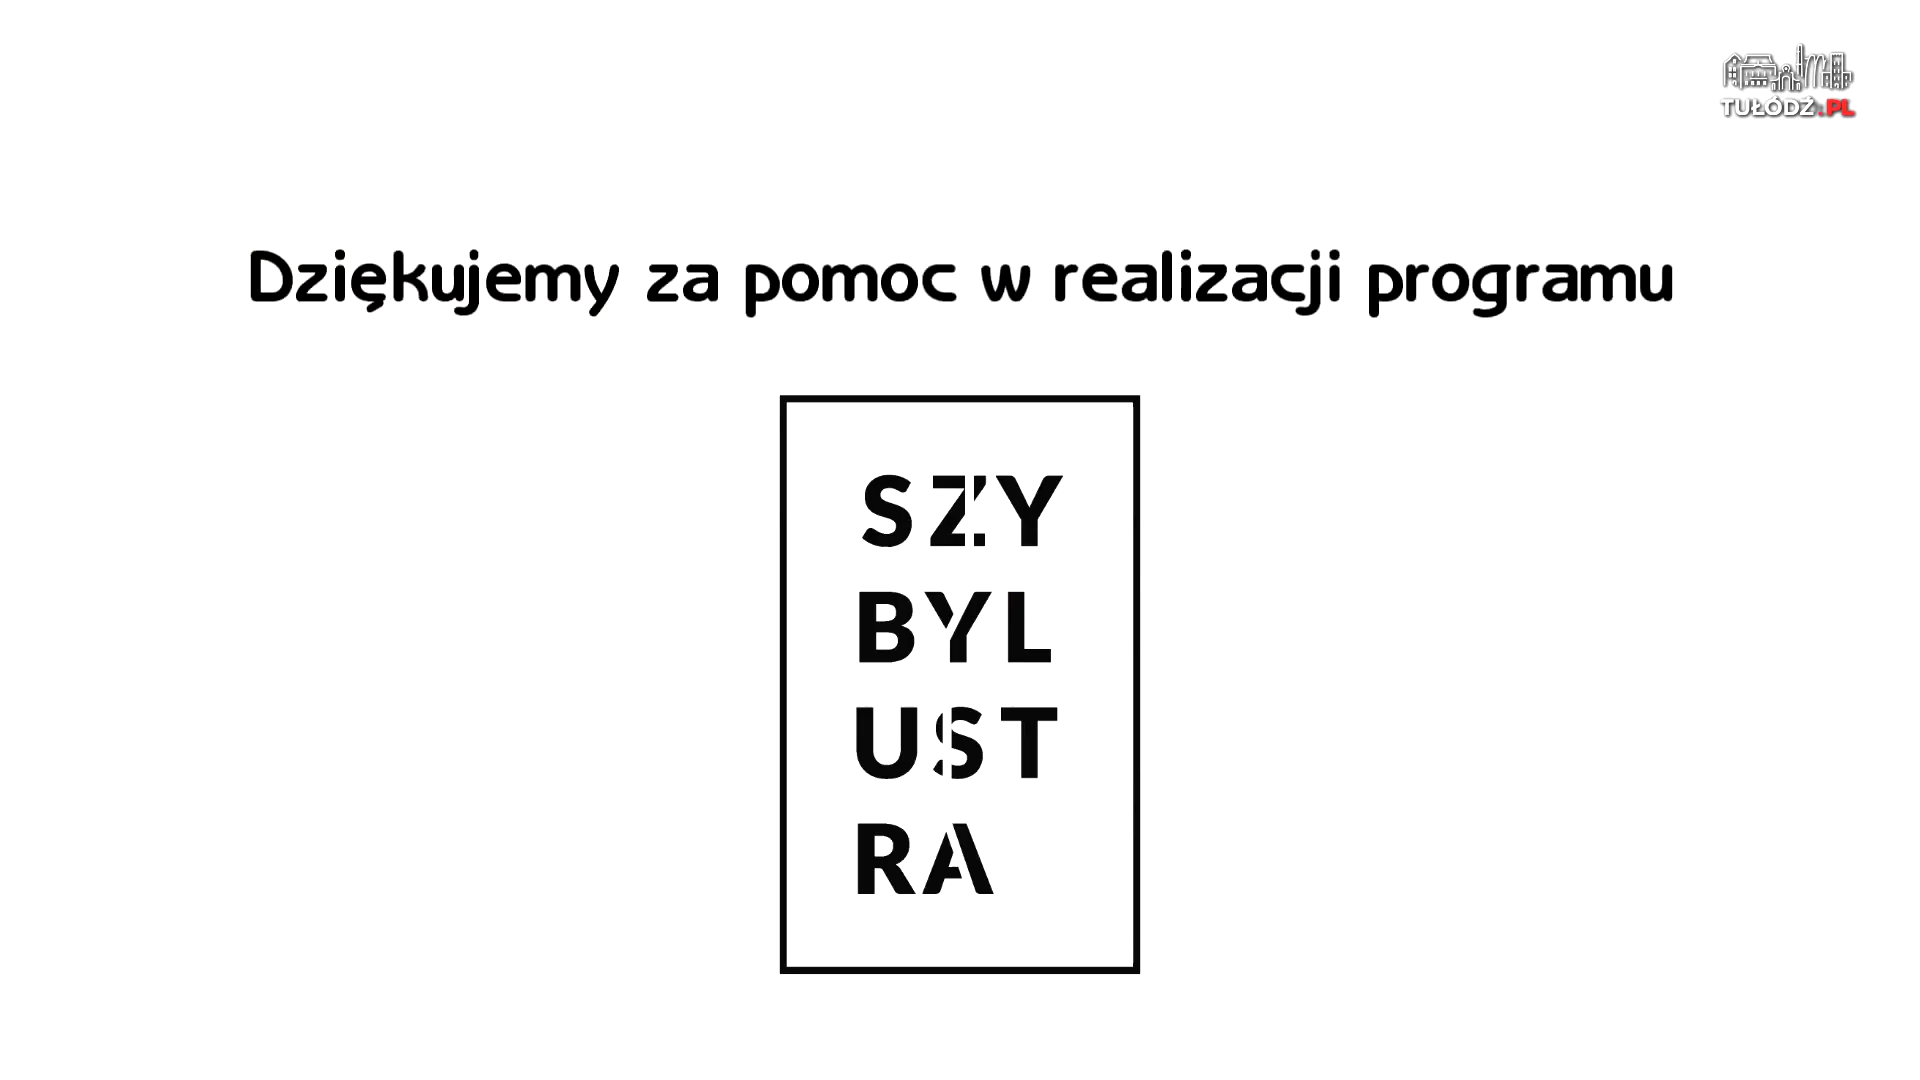 TUŁÓDŹ.PL
Dziękujemy za pomoc w realizacji programu
SZY
BYL
UST
RA